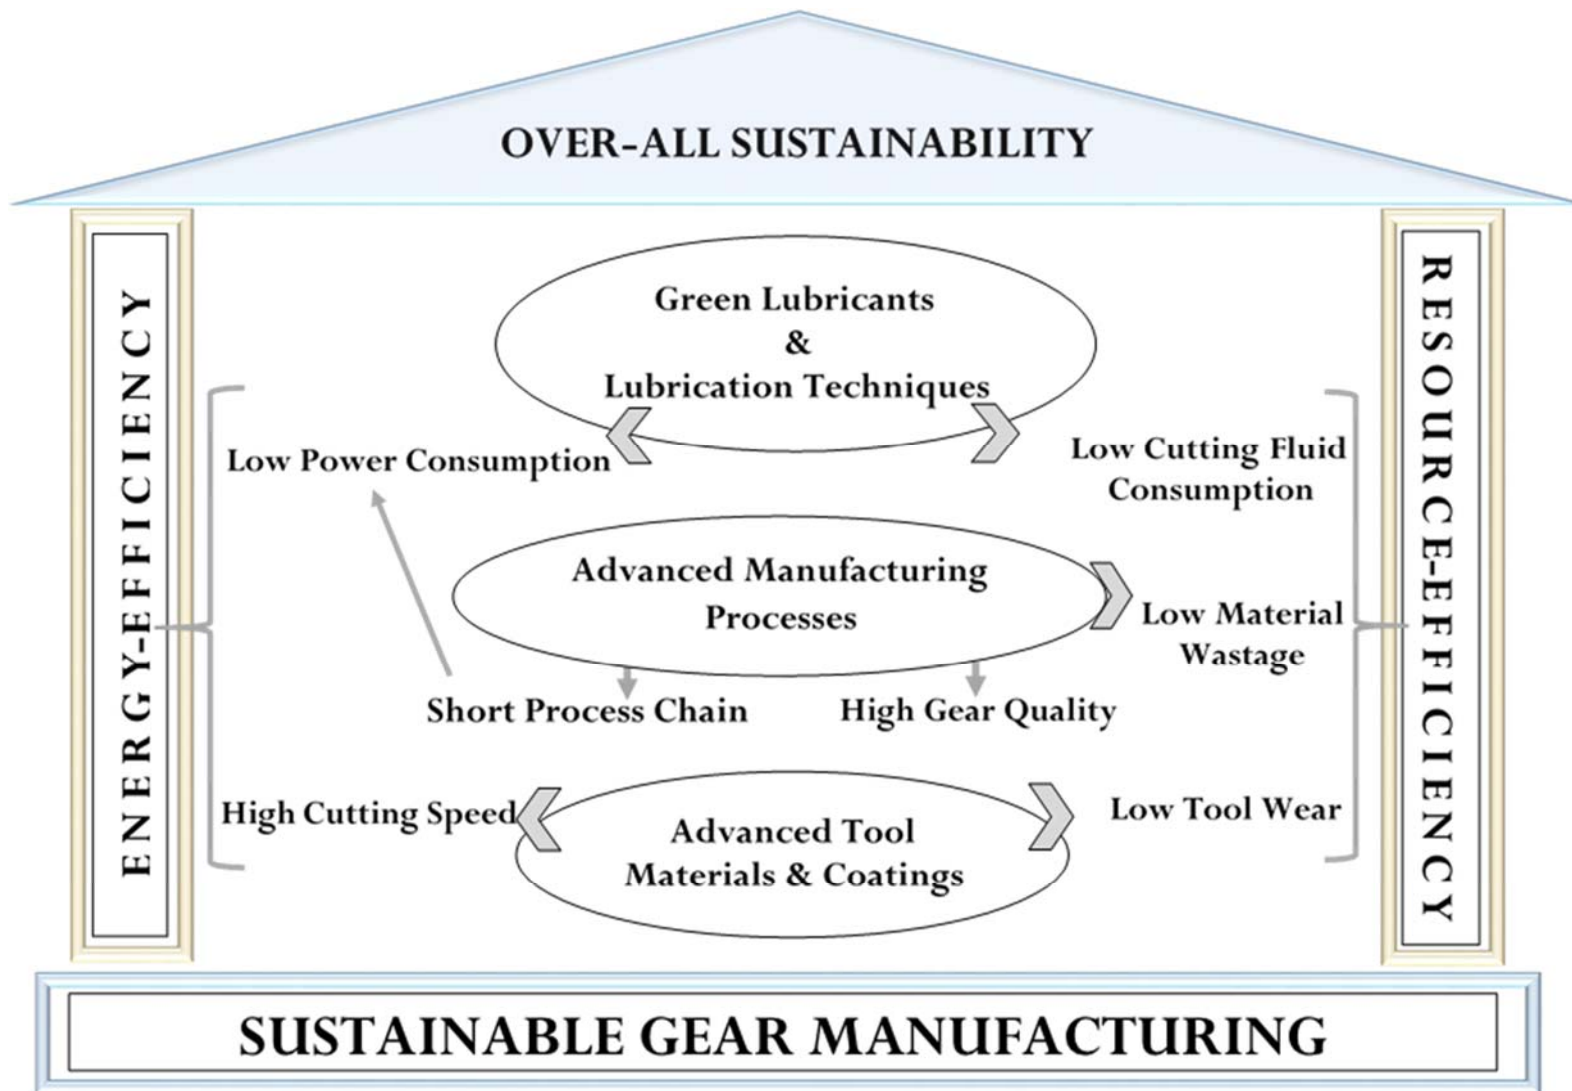 OVER-ALL SUSTAINABILITY
ENERGY-EFFICIENCY
RESOURCE-EFFICIENCY
Green Lubricants
&
Lubrication Techniques
Low Power Consumption
Low Cutting Fluid
Consumption
Advanced Manufacturing
Processes
Low Material
Wastage
Short Process Chain
High Gear Quality
High Cutting Speed
Advanced Tool
Materials & Coatings
Low Tool Wear
SUSTAINABLE GEAR MANUFACTURING